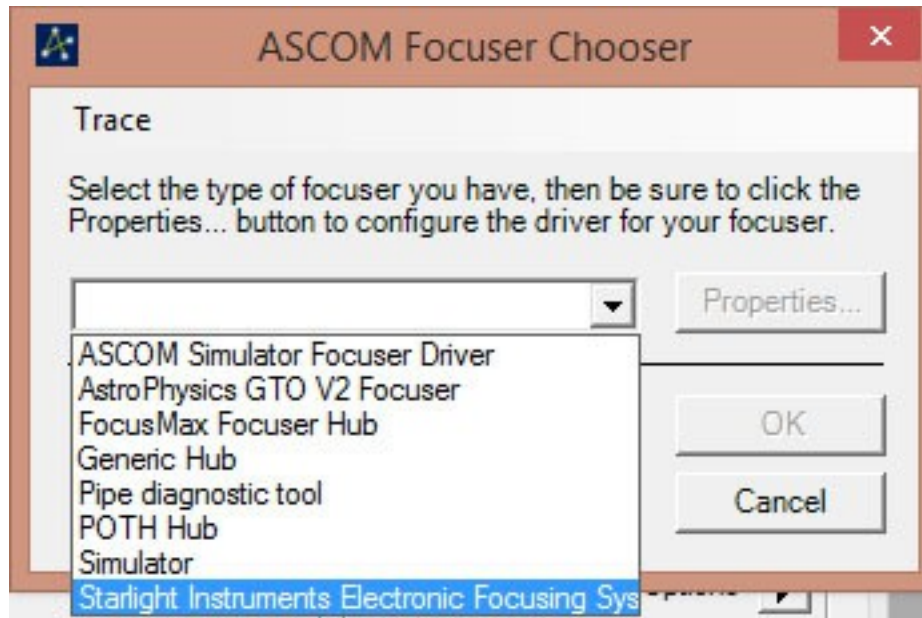 ASCOM Focuser Chooser
Trace
Select the type of focuser you have, then be sure to click the
Properties... button to configure the driver for your focuser.
Properties...
ASCOM Simulator Focuser Driver
AstroPhysics GTO V2 Focuser
FocusMax Focuser Hub
Generic Hub
Pipe diagnostic tool
POTH Hub
Simulator
Starlight Instruments Electronic Focusing Sys
OK
Cancel